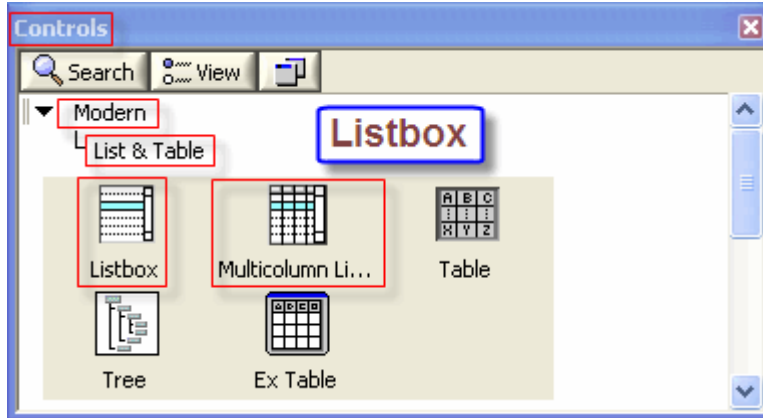 Controls
Search View
Modern
List & Table
Listbox
Listbox Multicolumn Li... Table
A B C
X Y Z
Tree Ex Table
A B C D